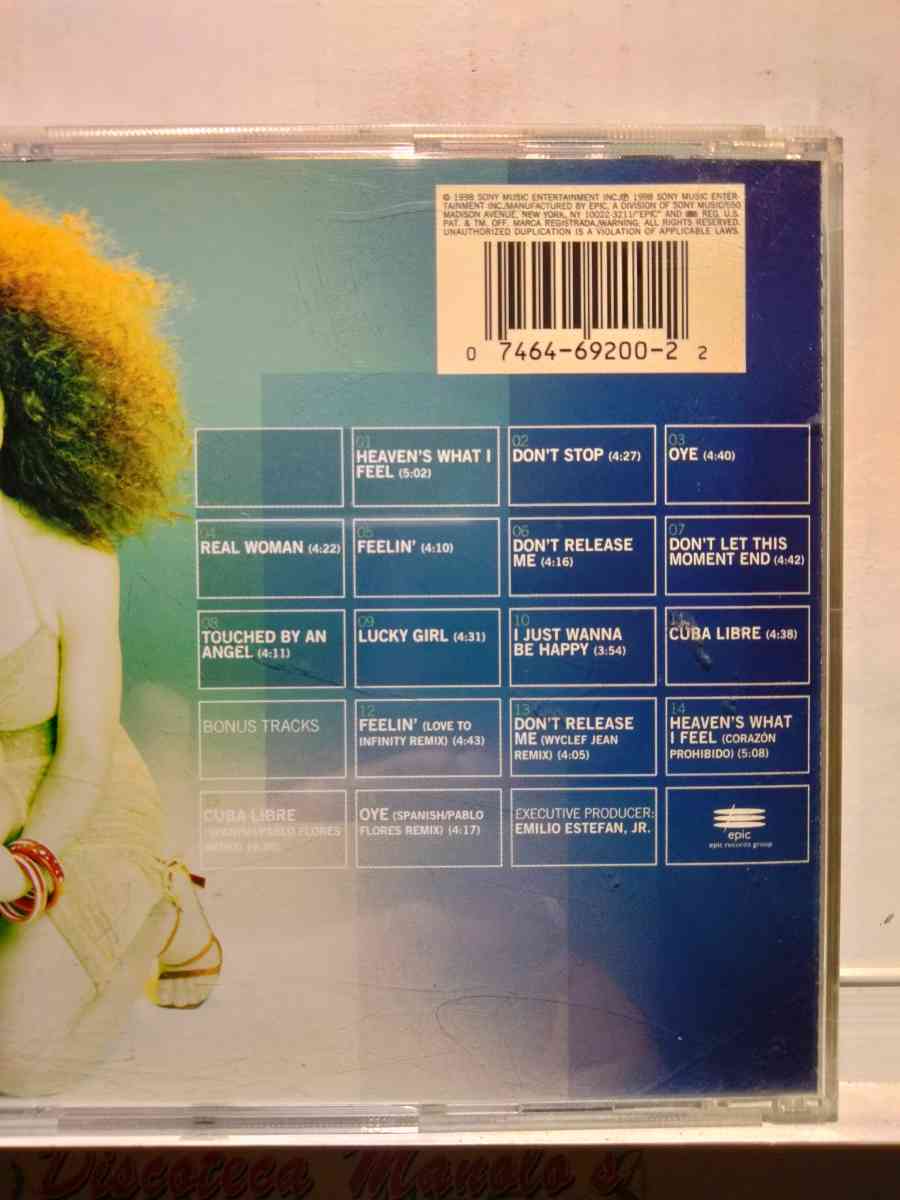 © 1998 SONY MUSIC ENTERTAINMENT INC./℗ 1998 SONY MUSIC ENTER-
TAINMENT INC./MANUFACTURED BY EPIC, A DIVISION OF SONY MUSIC/550
MADISON AVENUE, NEW YORK, NY 10022-3211/"EPIC" AND REG. U.S.
PAT. & TM. OFF. MARCA REGISTRADA./WARNING: ALL RIGHTS RESERVED.
UNAUTHORIZED DUPLICATION IS A VIOLATION OF APPLICABLE LAWS.
0 7464-69200-2 2
01
HEAVEN'S WHAT I
FEEL (5:02)
02
DON'T STOP (4:27)
03
OYE (4:40)
04
REAL WOMAN (4:22)
05
FEELIN' (4:10)
06
DON'T RELEASE
ME (4:16)
07
DON'T LET THIS
MOMENT END (4:42)
08
TOUCHED BY AN
ANGEL (4:11)
09
LUCKY GIRL (4:31)
10
I JUST WANNA
BE HAPPY (3:54)
11
CUBA LIBRE (4:38)
BONUS TRACKS
12
FEELIN' (LOVE TO
INFINITY REMIX) (4:43)
13
DON'T RELEASE
ME (WYCLEF JEAN
REMIX) (4:05)
14
HEAVEN'S WHAT
I FEEL (CORAZÓN
PROHIBIDO) (5:08)
CUBA LIBRE
(SPANISH/PABLO FLORES
OYE (SPANISH/PABLO
FLORES REMIX) (4:17)
EXECUTIVE PRODUCER:
EMILIO ESTEFAN, JR.
epic
epic records group
Discoteca Manolo's